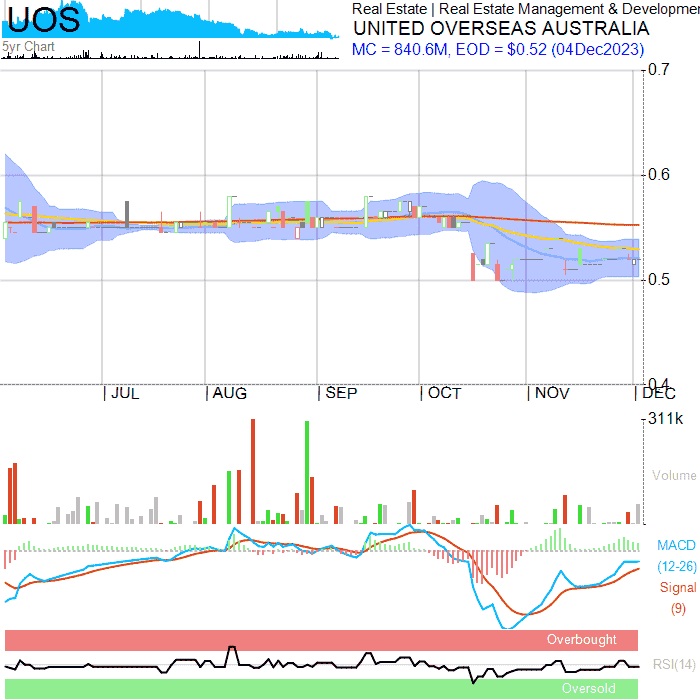 UOS
5yr Chart
Real Estate | Real Estate Management & Developmen
UNITED OVERSEAS AUSTRALIA
MC = 840.6M, EOD = $0.52 (04Dec2023)
0.7
0.6
0.5
0.4
JUL AUG SEP OCT NOV DEC
311k
Volume
MACD
(12-26)
Signal
(9)
Overbought
RSI(14)
Oversold